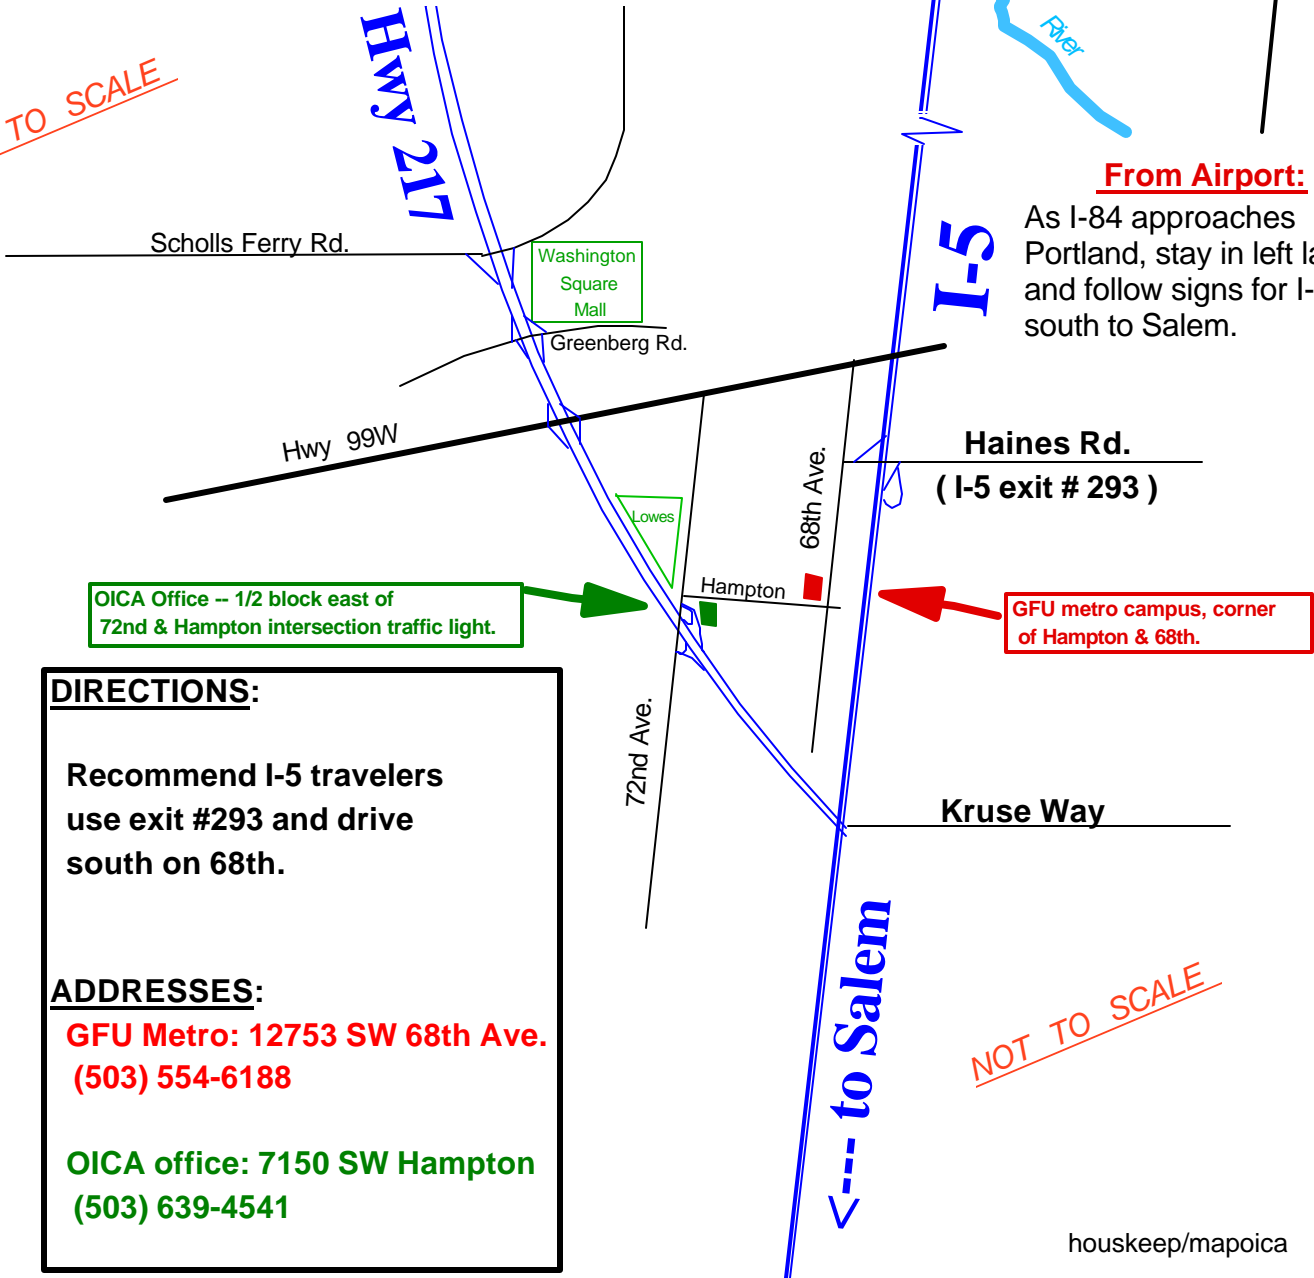 Hwy 217
River
TO SCALE
From Airport:
As I-84 approaches
Portland, stay in left
and follow signs for I-
south to Salem.
I-5
Scholls Ferry Rd.
Washington
Square
Mall
Greenberg Rd.
Hwy 99W
68th Ave.
Haines Rd.
( I-5 exit # 293 )
Lowes
Hampton
OICA Office -- 1/2 block east of
72nd & Hampton intersection traffic light.
GFU metro campus, corner
of Hampton & 68th.
72nd Ave.
Kruse Way
DIRECTIONS:
Recommend I-5 travelers
use exit #293 and drive
south on 68th.
ADDRESSES:
GFU Metro: 12753 SW 68th Ave.
(503) 554-6188
OICA office: 7150 SW Hampton
(503) 639-4541
<---- to Salem
NOT TO SCALE
houskeep/mapoica